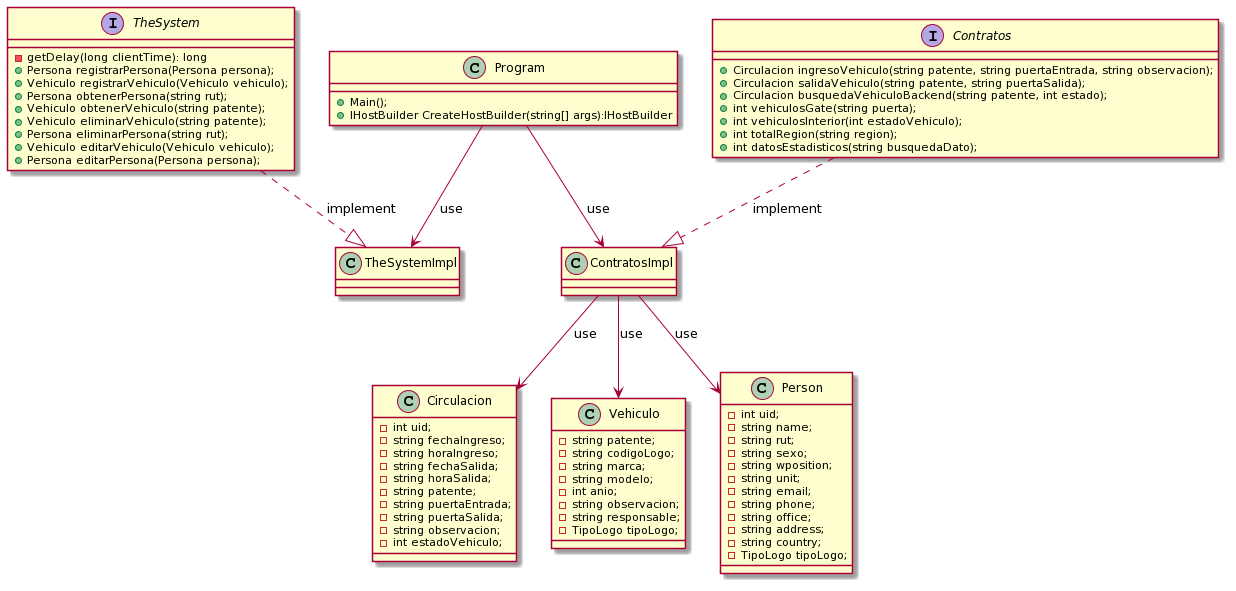 I TheSystem
getDelay(long clientTime): long
Persona registrarPersona(Persona persona);
Vehiculo registrarVehiculo(Vehiculo vehiculo);
Persona obtenerPersona(string rut);
Vehiculo obtenerVehiculo(string patente);
Vehiculo eliminarVehiculo(string patente);
Persona eliminarPersona(string rut);
Vehiculo editarVehiculo(Vehiculo vehiculo);
Persona editarPersona(Persona persona);
C Program
Main();
IHostBuilder CreateHostBuilder(string[] args):IHostBuilder
I Contratos
Circulacion ingresoVehiculo(string patente, string puertaEntrada, string observacion);
Circulacion salidaVehiculo(string patente, string puertaSalida);
Circulacion busquedaVehiculoBackend(string patente, int estado);
int vehiculosGate(string puerta);
int vehiculosInterior(int estadoVehiculo);
int totalRegion(string region);
int datosEstadisticos(string busquedaDato);
implement
use
use
implement
C TheSystemImpl
C ContratosImpl
use
use
use
C Circulacion
int uid;
string fechaIngreso;
string horaIngreso;
string fechaSalida;
string horaSalida;
string patente;
string puertaEntrada;
string puertaSalida;
string observacion;
int estadoVehiculo;
C Vehiculo
string patente;
string codigoLogo;
string marca;
string modelo;
int anio;
string observacion;
string responsable;
TipoLogo tipoLogo;
C Person
int uid;
string name;
string rut;
string sexo;
string wposition;
string unit;
string email;
string phone;
string office;
string address;
string country;
TipoLogo tipoLogo;